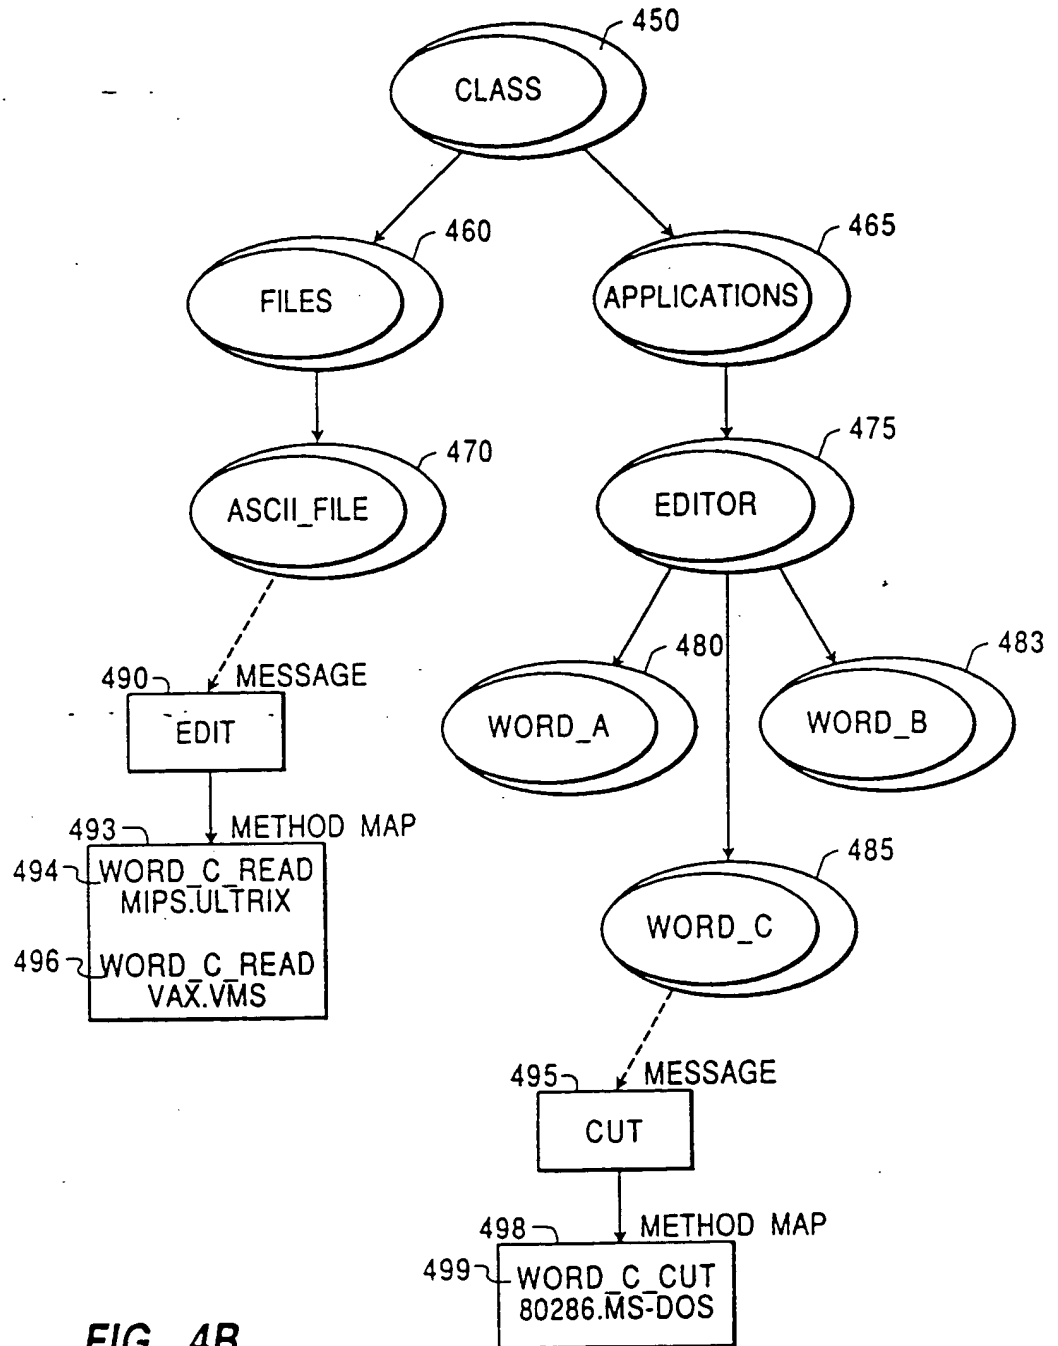 450
CLASS
460
465
FILES
APPLICATIONS
470
475
ASCII_FILE
EDITOR
480
483
490
MESSAGE
EDIT
WORD_A
WORD_B
493
METHOD MAP
485
494
WORD_C_READ
MIPS.ULTRIX
WORD_C
496
WORD_C_READ
VAX.VMS
495
MESSAGE
CUT
498
METHOD MAP
499
WORD_C_CUT
80286.MS-DOS
FIG. 4B